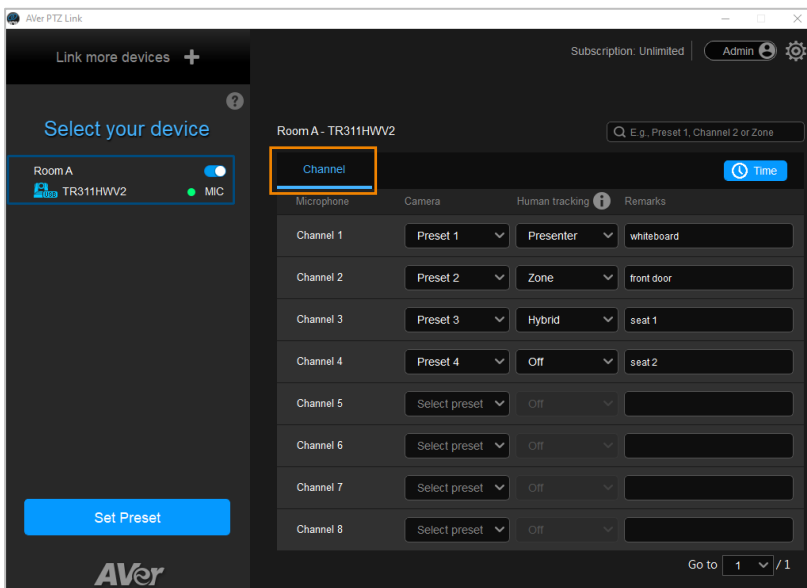 AVer PTZ Link
Link more devices
Subscription: Unlimited
Admin
Select your device
Room A
USB TR311HWV2 MIC
Set Preset
AVer
Room A - TR311HWV2
E.g., Preset 1, Channel 2 or Zone
Channel
Time
Microphone Camera Human tracking Remarks
Channel 1 Preset 1 Presenter whiteboard
Channel 2 Preset 2 Zone front door
Channel 3 Preset 3 Hybrid seat 1
Channel 4 Preset 4 Off seat 2
Channel 5 Select preset Off
Channel 6 Select preset Off
Channel 7 Select preset Off
Channel 8 Select preset Off
Go to 1 / 1